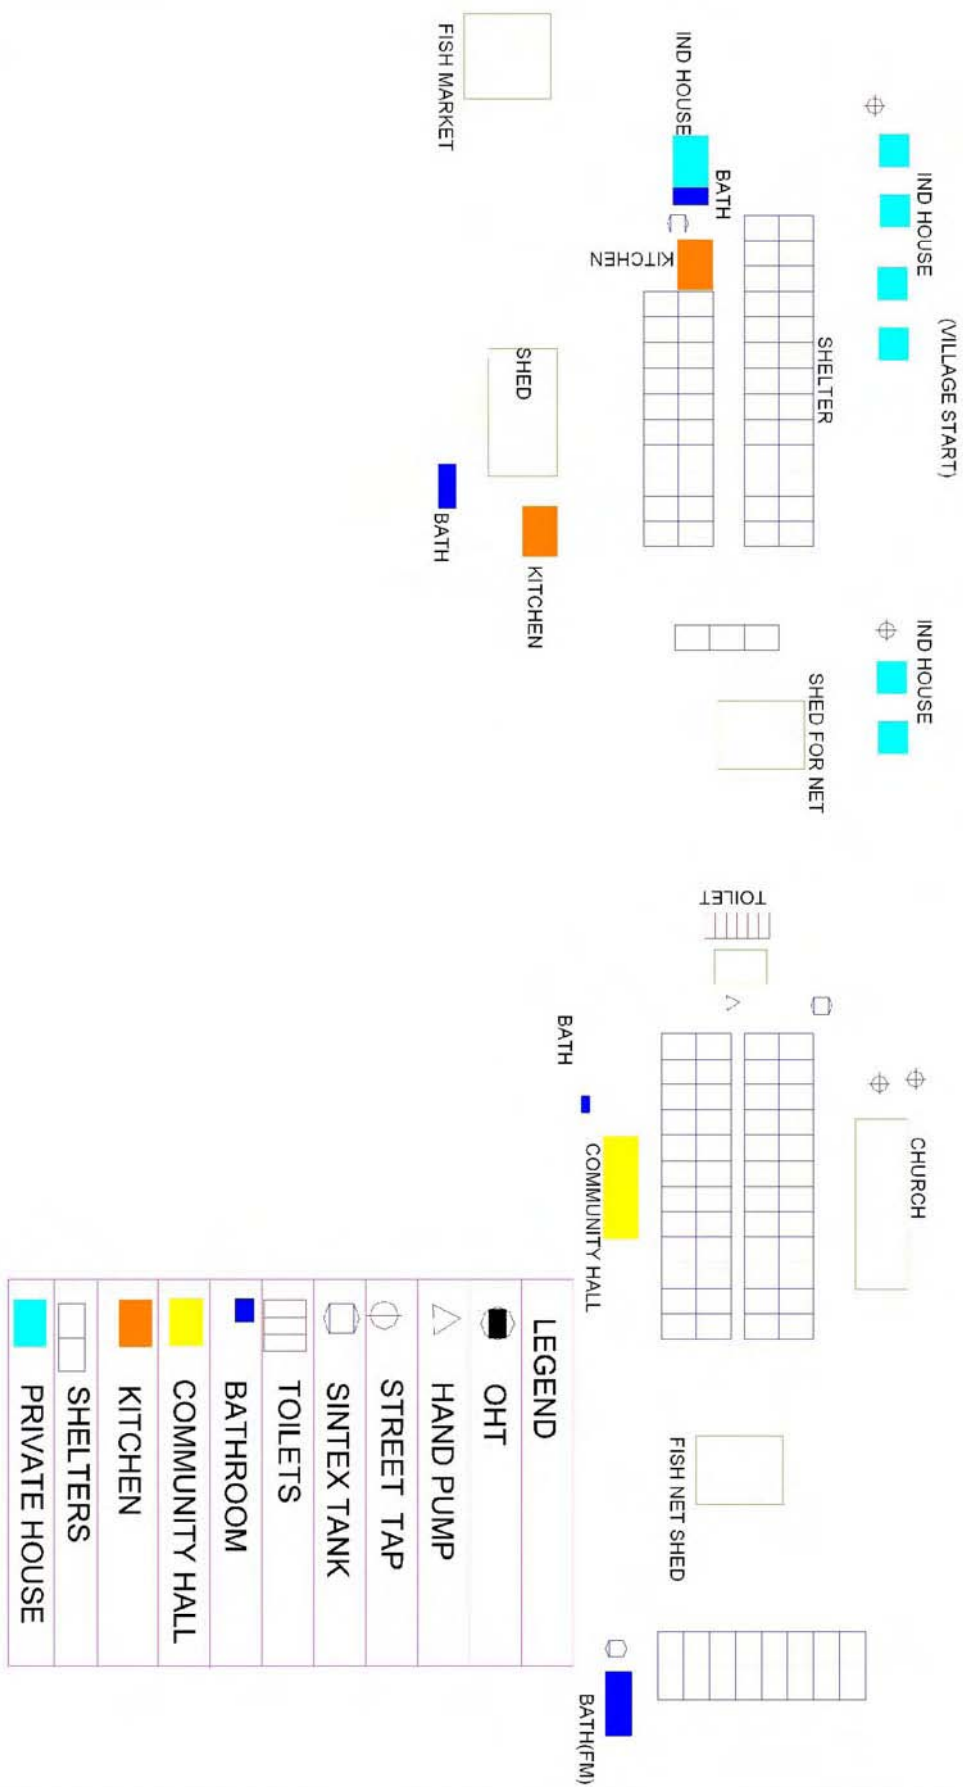 (VILLAGE START)
IND HOUSE
IND HOUSE
CHURCH
SHELTER
SHED FOR NET
TOILET
BATH
IND HOUSE
KITCHEN
FISH MARKET
SHED
KITCHEN
BATH
BATH
COMMUNITY HALL
FISH NET SHED
BATH(FM)
LEGEND
OHT
HAND PUMP
STREET TAP
SINTEX TANK
TOILETS
BATHROOM
COMMUNITY HALL
KITCHEN
SHELTERS
PRIVATE HOUSE